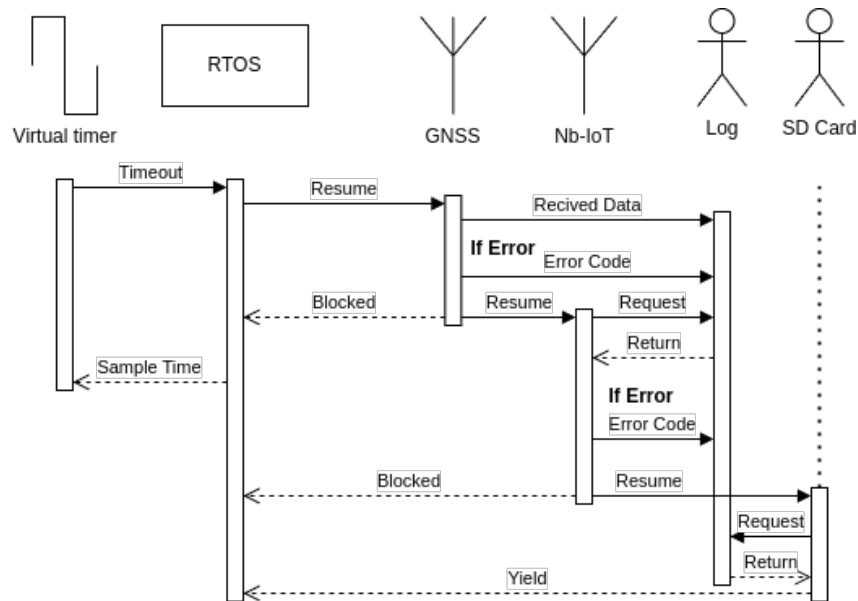 RTOS
Virtual timer
GNSS
Nb-IoT
Log
SD Card
Timeout
Resume
Recived Data
If Error
Error Code
Blocked
Resume
Request
Return
Sample Time
If Error
Error Code
Blocked
Resume
Request
Return
Yield